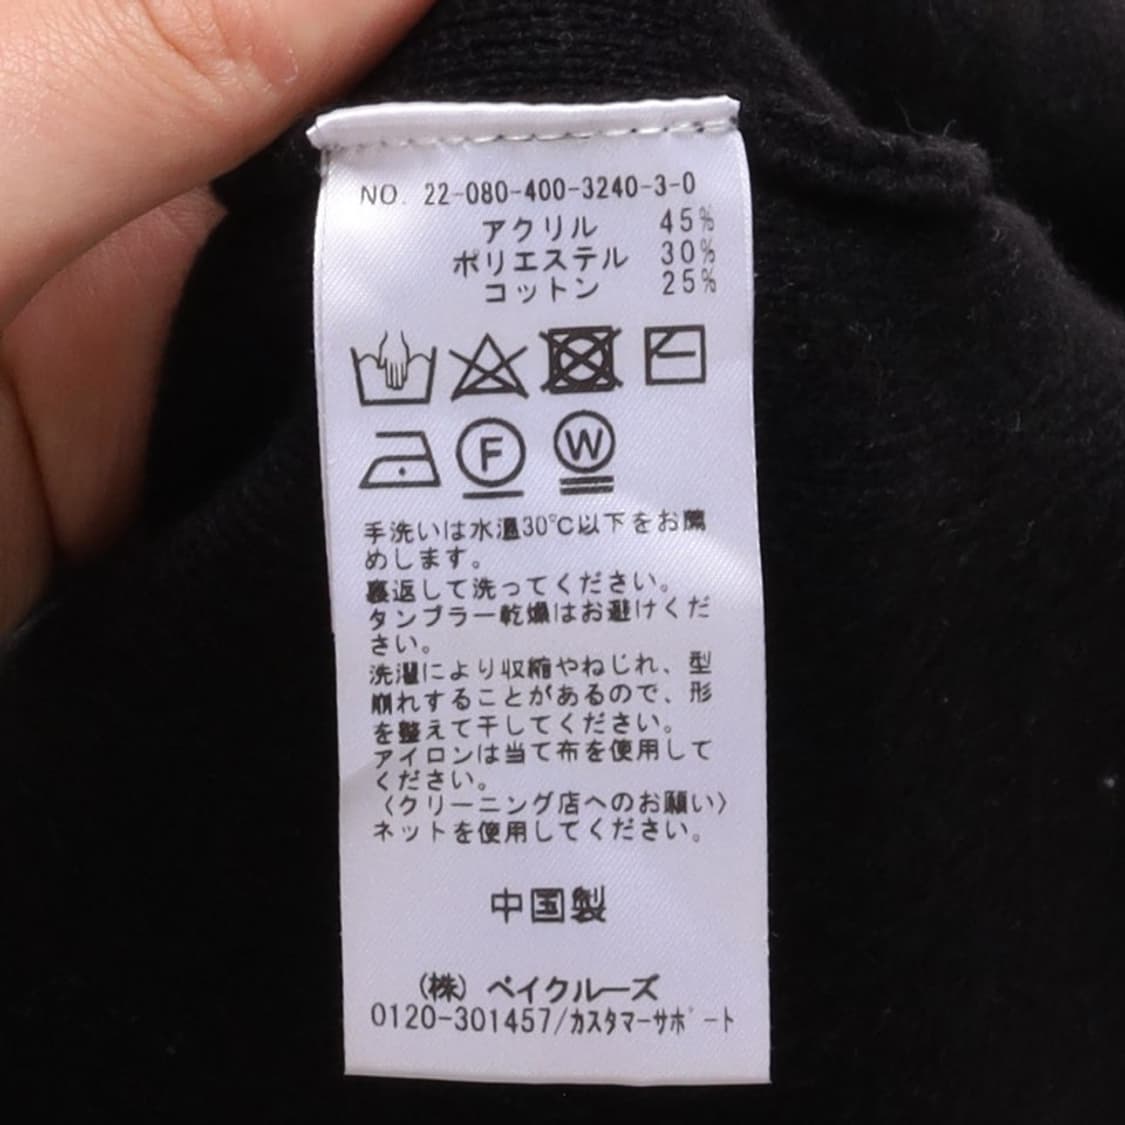 NO. 22-080-400-3240-3-0
アクリル 45%
ポリエステル 30%
コットン 25%
F W
手洗いは水温30℃以下をお薦
めします。
裏返して洗ってください。
タンブラー乾燥はお避けくだ
さい。
洗濯により収縮やねじれ、型
崩れすることがあるので、形
を整えて干してください。
アイロンは当て布を使用して
ください。
〈クリーニング店へのお願い〉
ネットを使用してください。
中国製
(株) ベイクルーズ
0120-301457/カスタマーサポート